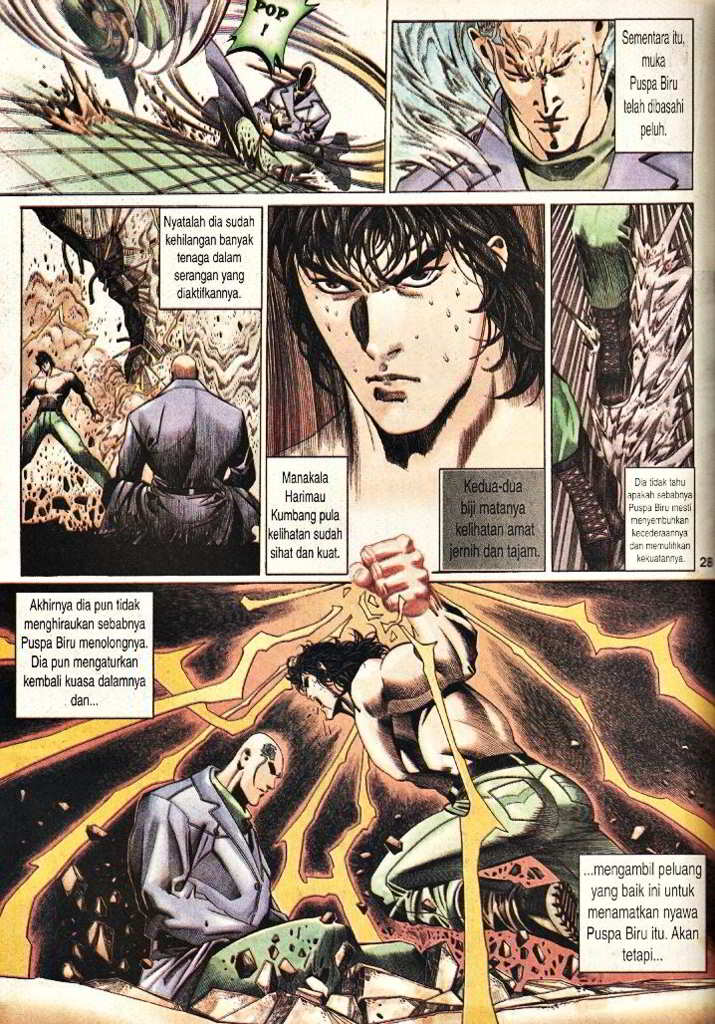 POP
!
Sementara itu,
muka
Puspa Biru
telah dibasahi
peluh.
Nyatalah dia sudah
kehilangan banyak
tenaga dalam
serangan yang
diaktifkannya.
Manakala
Harimau
Kumbang pula
kelihatan sudah
sihat dan kuat.
Kedua-dua
biji matanya
kelihatan amat
jernih dan tajam.
Dia tidak tahu
apakah sebabnya
Puspa Biru mesti
menyembunkan
kecederaannya
dan memulihkan
kekuatannya.
28
Akhirnya dia pun tidak
menghiraukan sebabnya
Puspa Biru menolongnya.
Dia pun mengaturkan
kembali kuasa dalamnya
dan...
...mengambil peluang
yang baik ini untuk
menamatkan nyawa
Puspa Biru itu. Akan
tetapi...